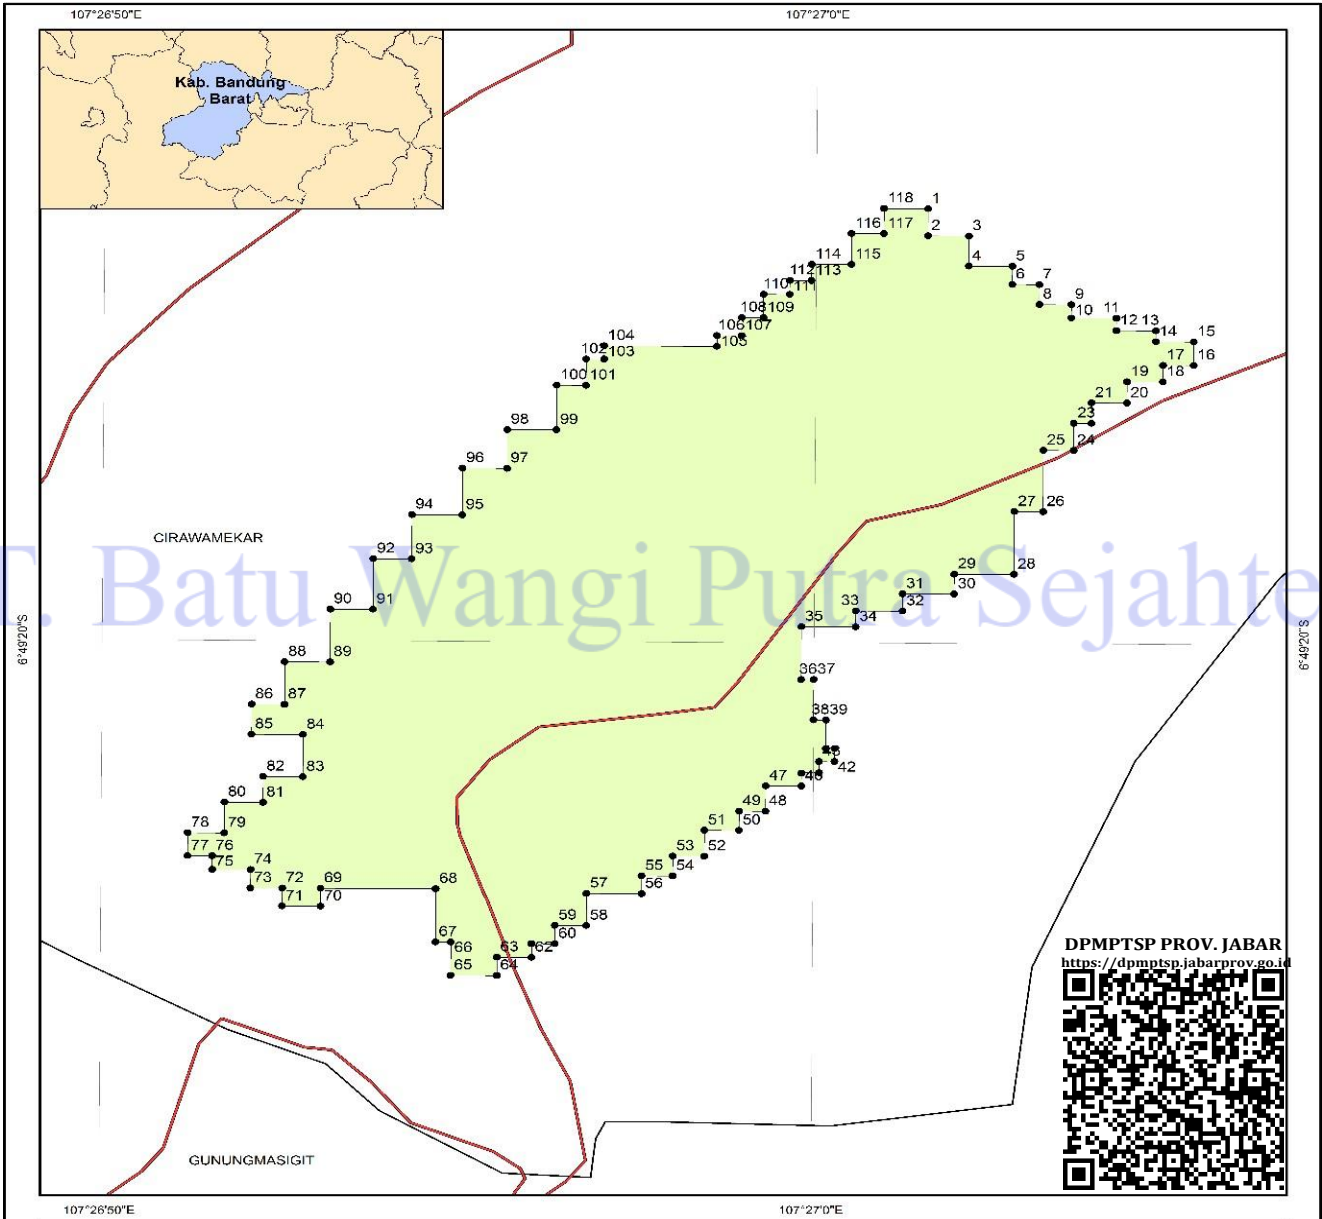 107°26'50"E 107°27'0"E
Kab. Bandung
Barat
118 1
116 117 2 3
114 115 4 5
112 113 6 7
110 111 8 9
108 109 10 11
106 107 12 13
104 105 14 15
102 103 17 16
100 101 19 18
21 20
98 99 23
25 24
96 97
94 95 27 26
CIRAWAMEKAR
92 93
29 28
T. Batu Wangi Putra Sejahte
90 91 31 30
33 32
35 34
6°49'20"S 6°49'20"S
88 89 36 37
86 87 38 39
85 84
82 83 42
80 81 47
78 79 49 48
77 76 51 50
75 74 53 52
73 72 69 68 55 54
71 70 57 56
59 58
67 66 63 62 60
65 64
DPMPTSP PROV. JABAR
https://dpmptsp.jabarprov.go.id
GUNUNGMASIGIT
107°26'50"E 107°27'0"E